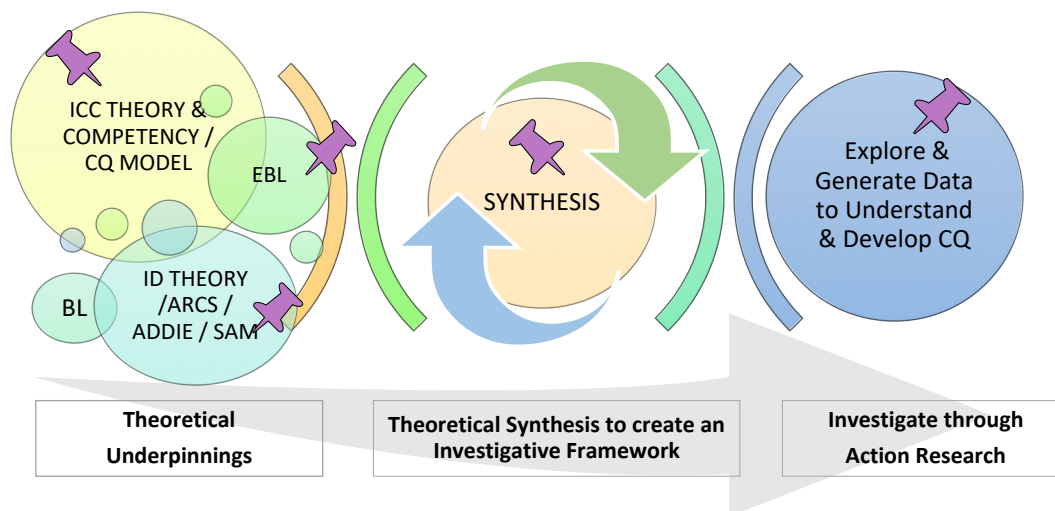 ICC THEORY &
COMPETENCY /
CQ MODEL
EBL
BL
ID THEORY
/ARCS /
ADDIE / SAM
SYNTHESIS
Explore &
Generate Data
to Understand
& Develop CQ
Theoretical
Underpinnings
Theoretical Synthesis to create an
Investigative Framework
Investigate through
Action Research